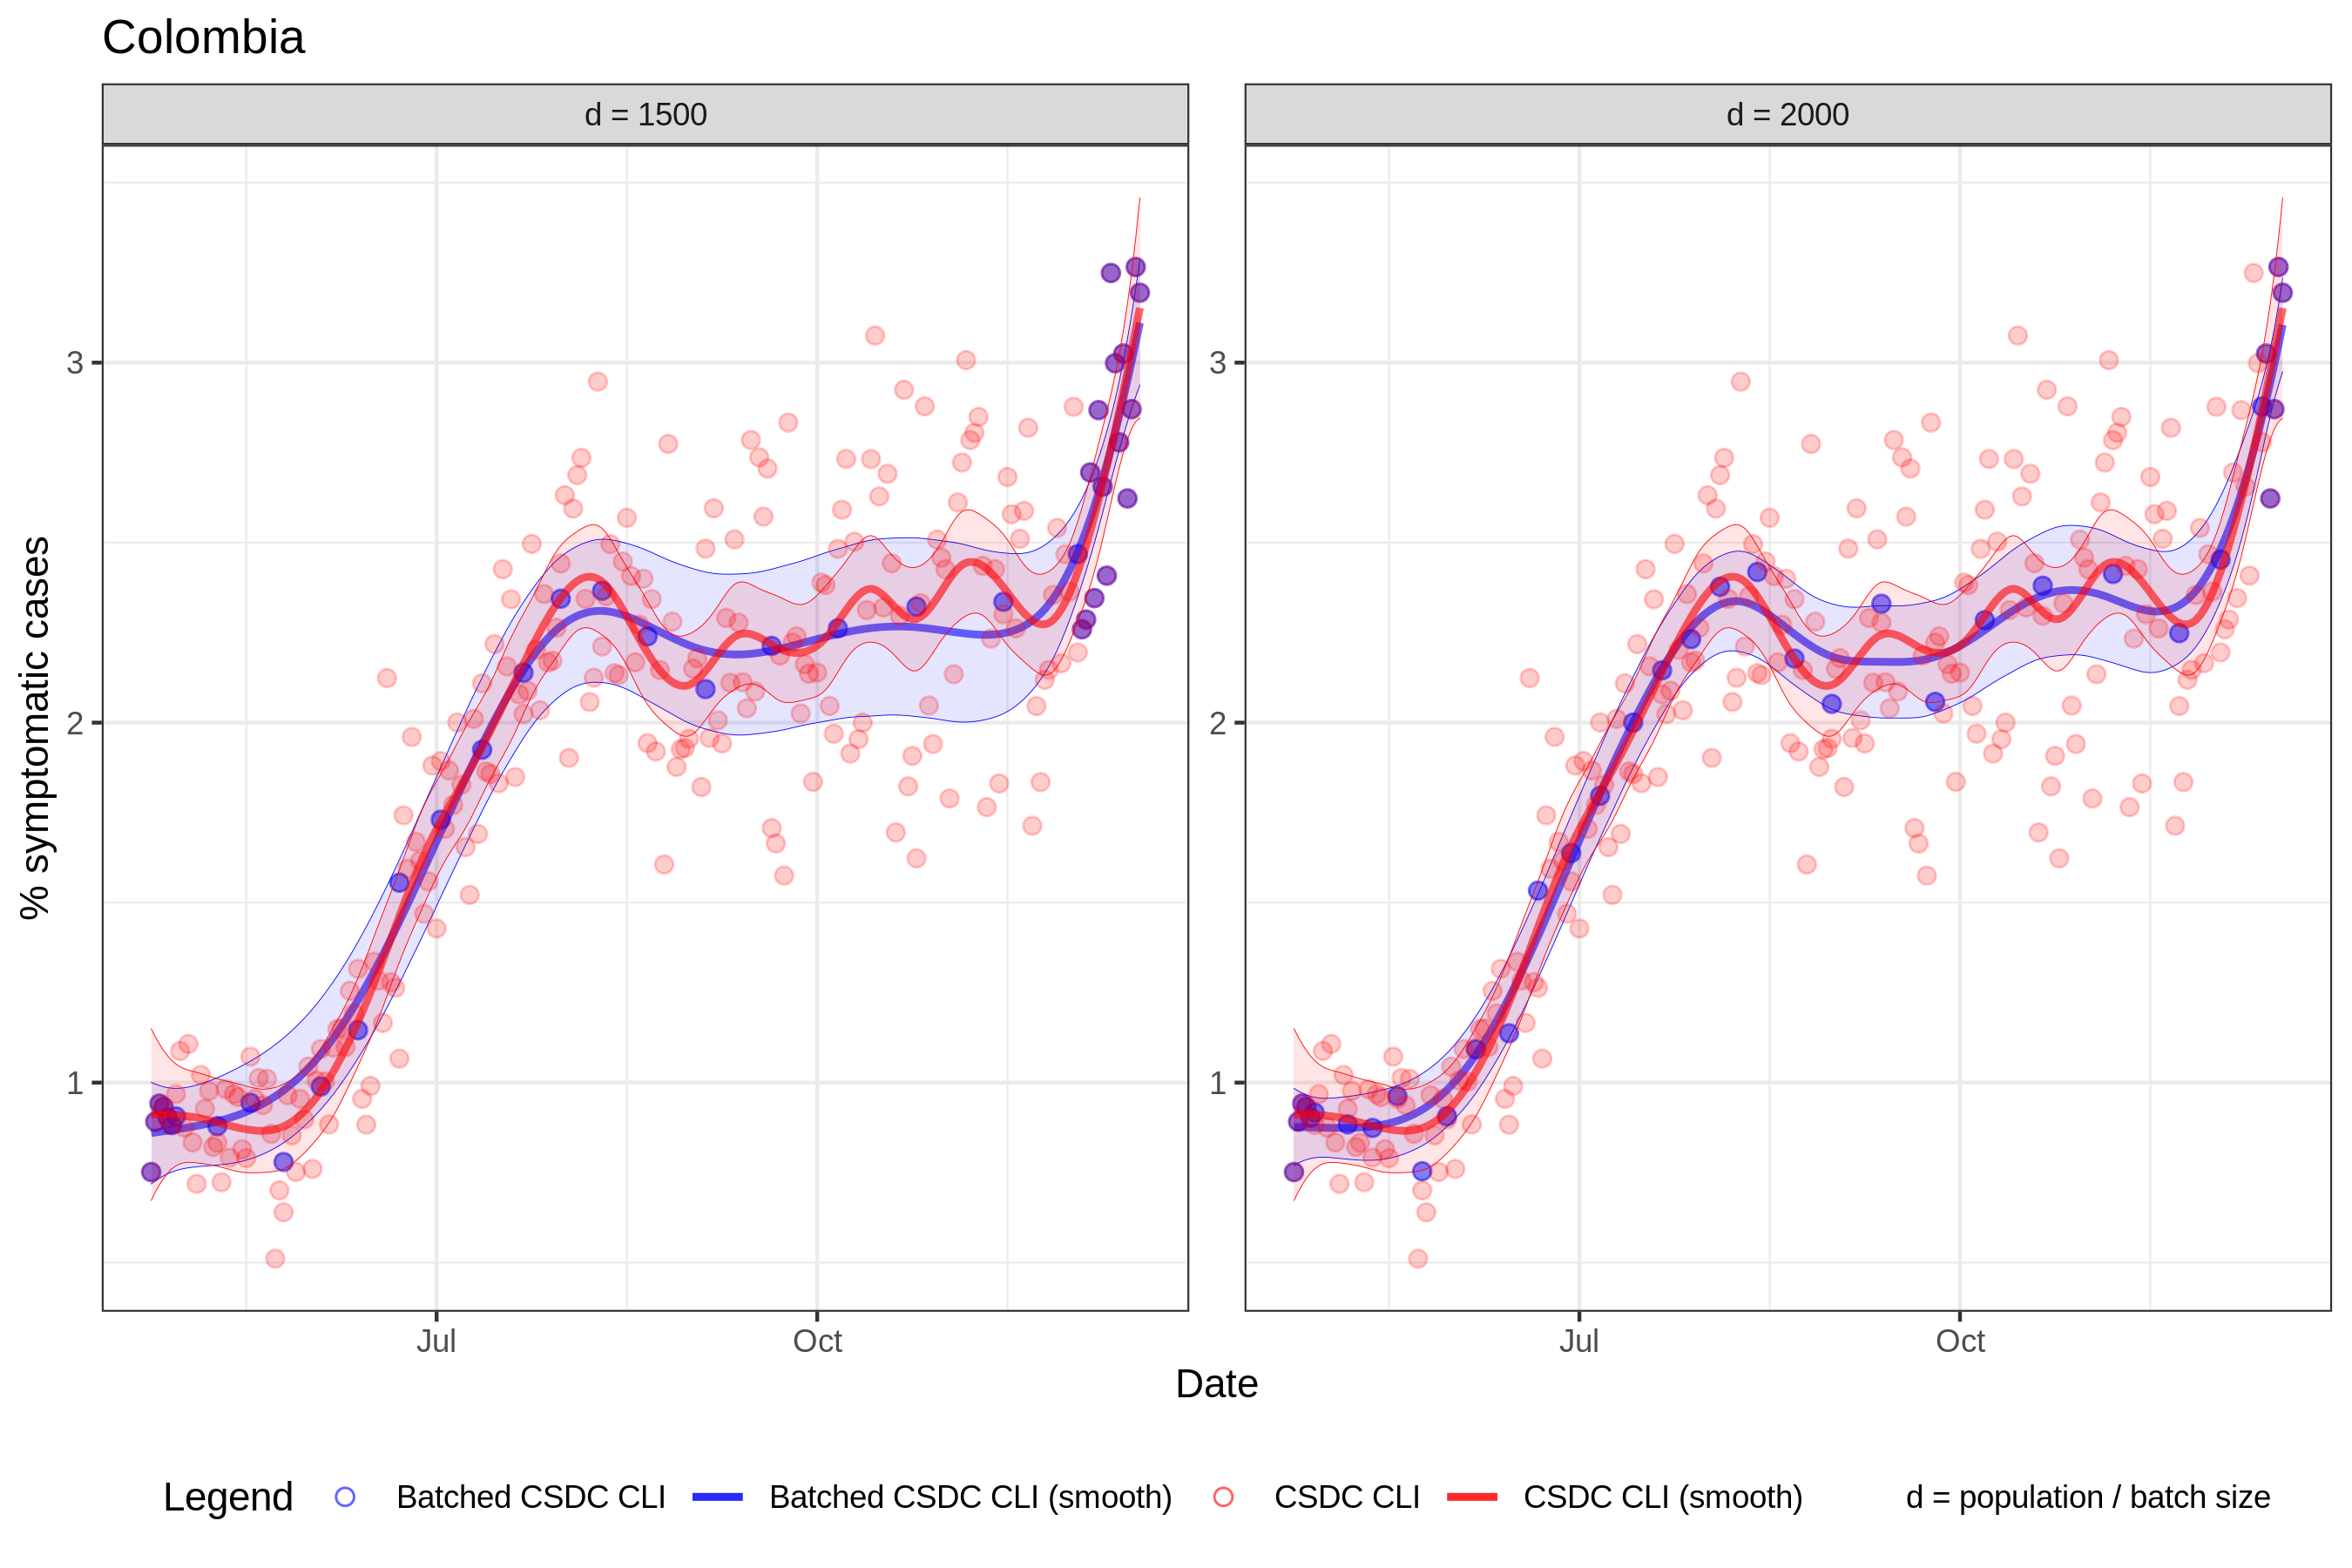 Colombia
d = 1500
d = 2000
% symptomatic cases
3
2
1
3
2
1
Jul
Oct
Jul
Oct
Date
Legend
Batched CSDC CLI
Batched CSDC CLI (smooth)
CSDC CLI
CSDC CLI (smooth)
d = population / batch size